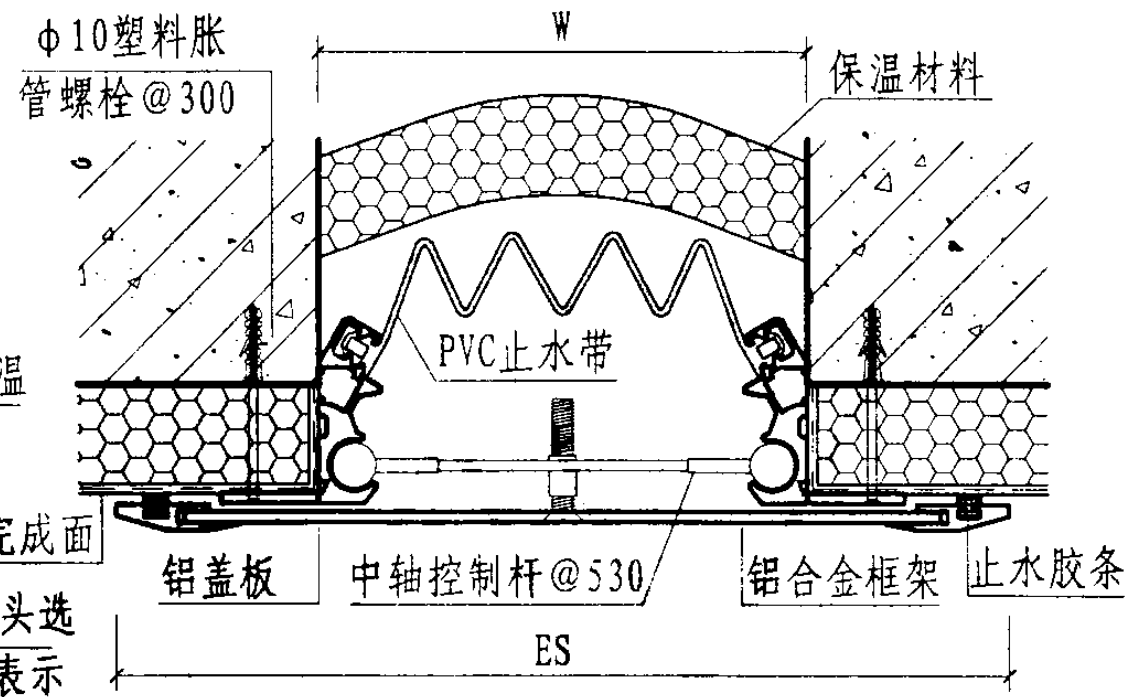 W
φ10塑料胀
管螺栓@300
保温材料
PVC止水带
温
完成面
铝盖板
中轴控制杆@530
铝合金框架
止水胶条
头选
表示
ES